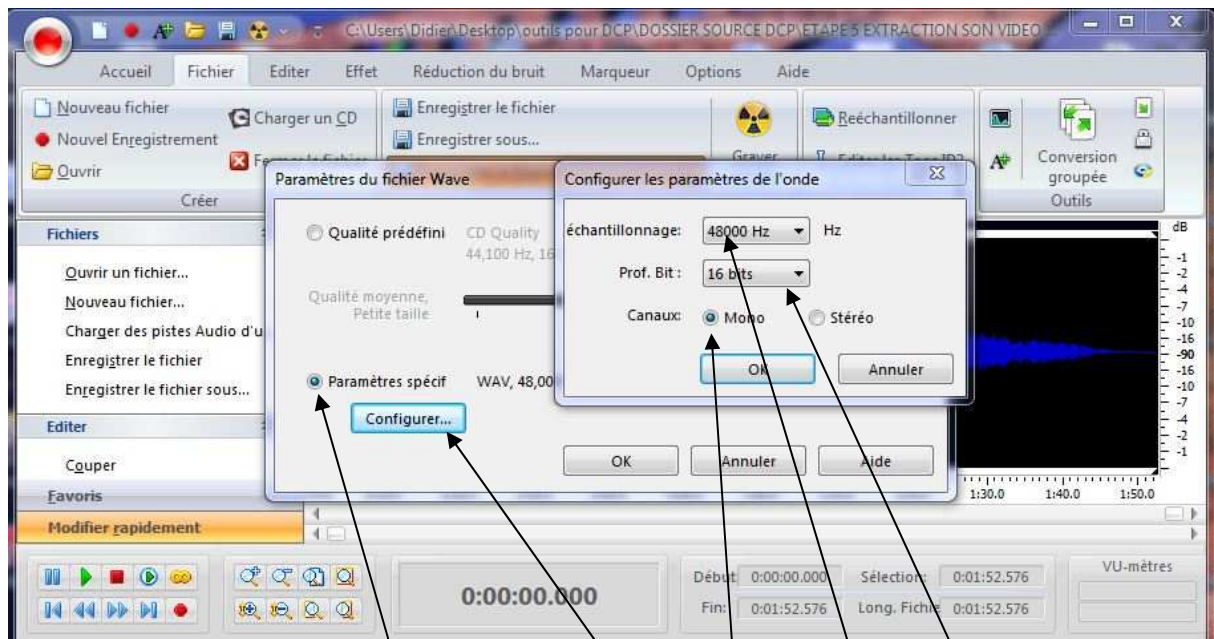 C:\Users\Didier\Desktop\outils pour DCP\DOSSIER SOURCE DCP\ETAPE 5 EXTRACTION SON VIDEO
Accueil Fichier Editer Effet Réduction du bruit Marqueur Options Aide
Nouveau fichier
Nouvel Enregistrement
Ouvrir
Charger un CD
Fermer le fichier
Créer
Enregistrer le fichier
Enregistrer sous...
Graver
Reéchantillonner
Conversion
groupée
Outils
Fichiers
Ouvrir un fichier...
Nouveau fichier...
Charger des pistes Audio d'u
Enregistrer le fichier
Enregistrer le fichier sous...
Editer
Couper
Favoris
Modifier rapidement
Paramètres du fichier Wave
Qualité prédéfini CD Quality
44,100 Hz, 16
Qualité moyenne,
Petite taille
Paramètres spécif WAV, 48,00
Configurer...
OK Annuler Aide
Configurer les paramètres de l'onde
échantillonnage: 48000 Hz Hz
Prof. Bit : 16 bits
Canaux: Mono Stéréo
OK Annuler
dB
-1
-2
-4
-7
-10
-16
-90
-16
-10
-7
-4
-2
-1
1:30.0 1:40.0 1:50.0
0:00:00.000
Début 0:00:00.000 Sélection: 0:01:52.576
Fin: 0:01:52.576 Long. Fichie 0:01:52.576
VU-mètres